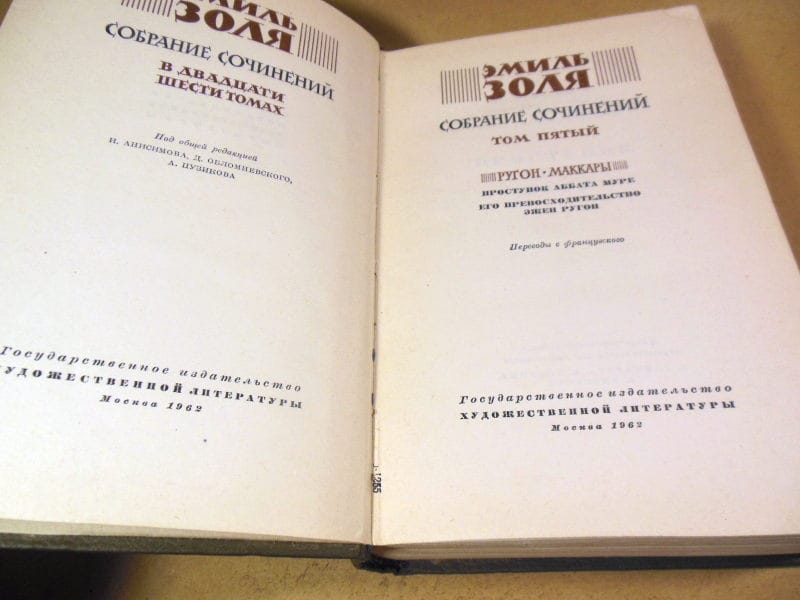 ЭМИЛЬ
ЗОЛЯ
СОБРАНИЕ СОЧИНЕНИЙ
В ДВАДЦАТИ
ШЕСТИ ТОМАХ
Под общей редакцией
И. АНИСИМОВА, Д. ОБЛОМИЕВСКОГО,
А. ПУЗИКОВА
Государственное издательство
ХУДОЖЕСТВЕННОЙ ЛИТЕРАТУРЫ
Москва 1962
ЭМИЛЬ
ЗОЛЯ
СОБРАНИЕ СОЧИНЕНИЙ
ТОМ ПЯТЫЙ
РУГОН · МАККАРЫ
ПРОСТУПОК АББАТА МУРЕ
ЕГО ПРЕВОСХОДИТЕЛЬСТВО
ЭЖЕН РУГОН
Переводы с французского
Государственное издательство
ХУДОЖЕСТВЕННОЙ ЛИТЕРАТУРЫ
Москва 1962
1255